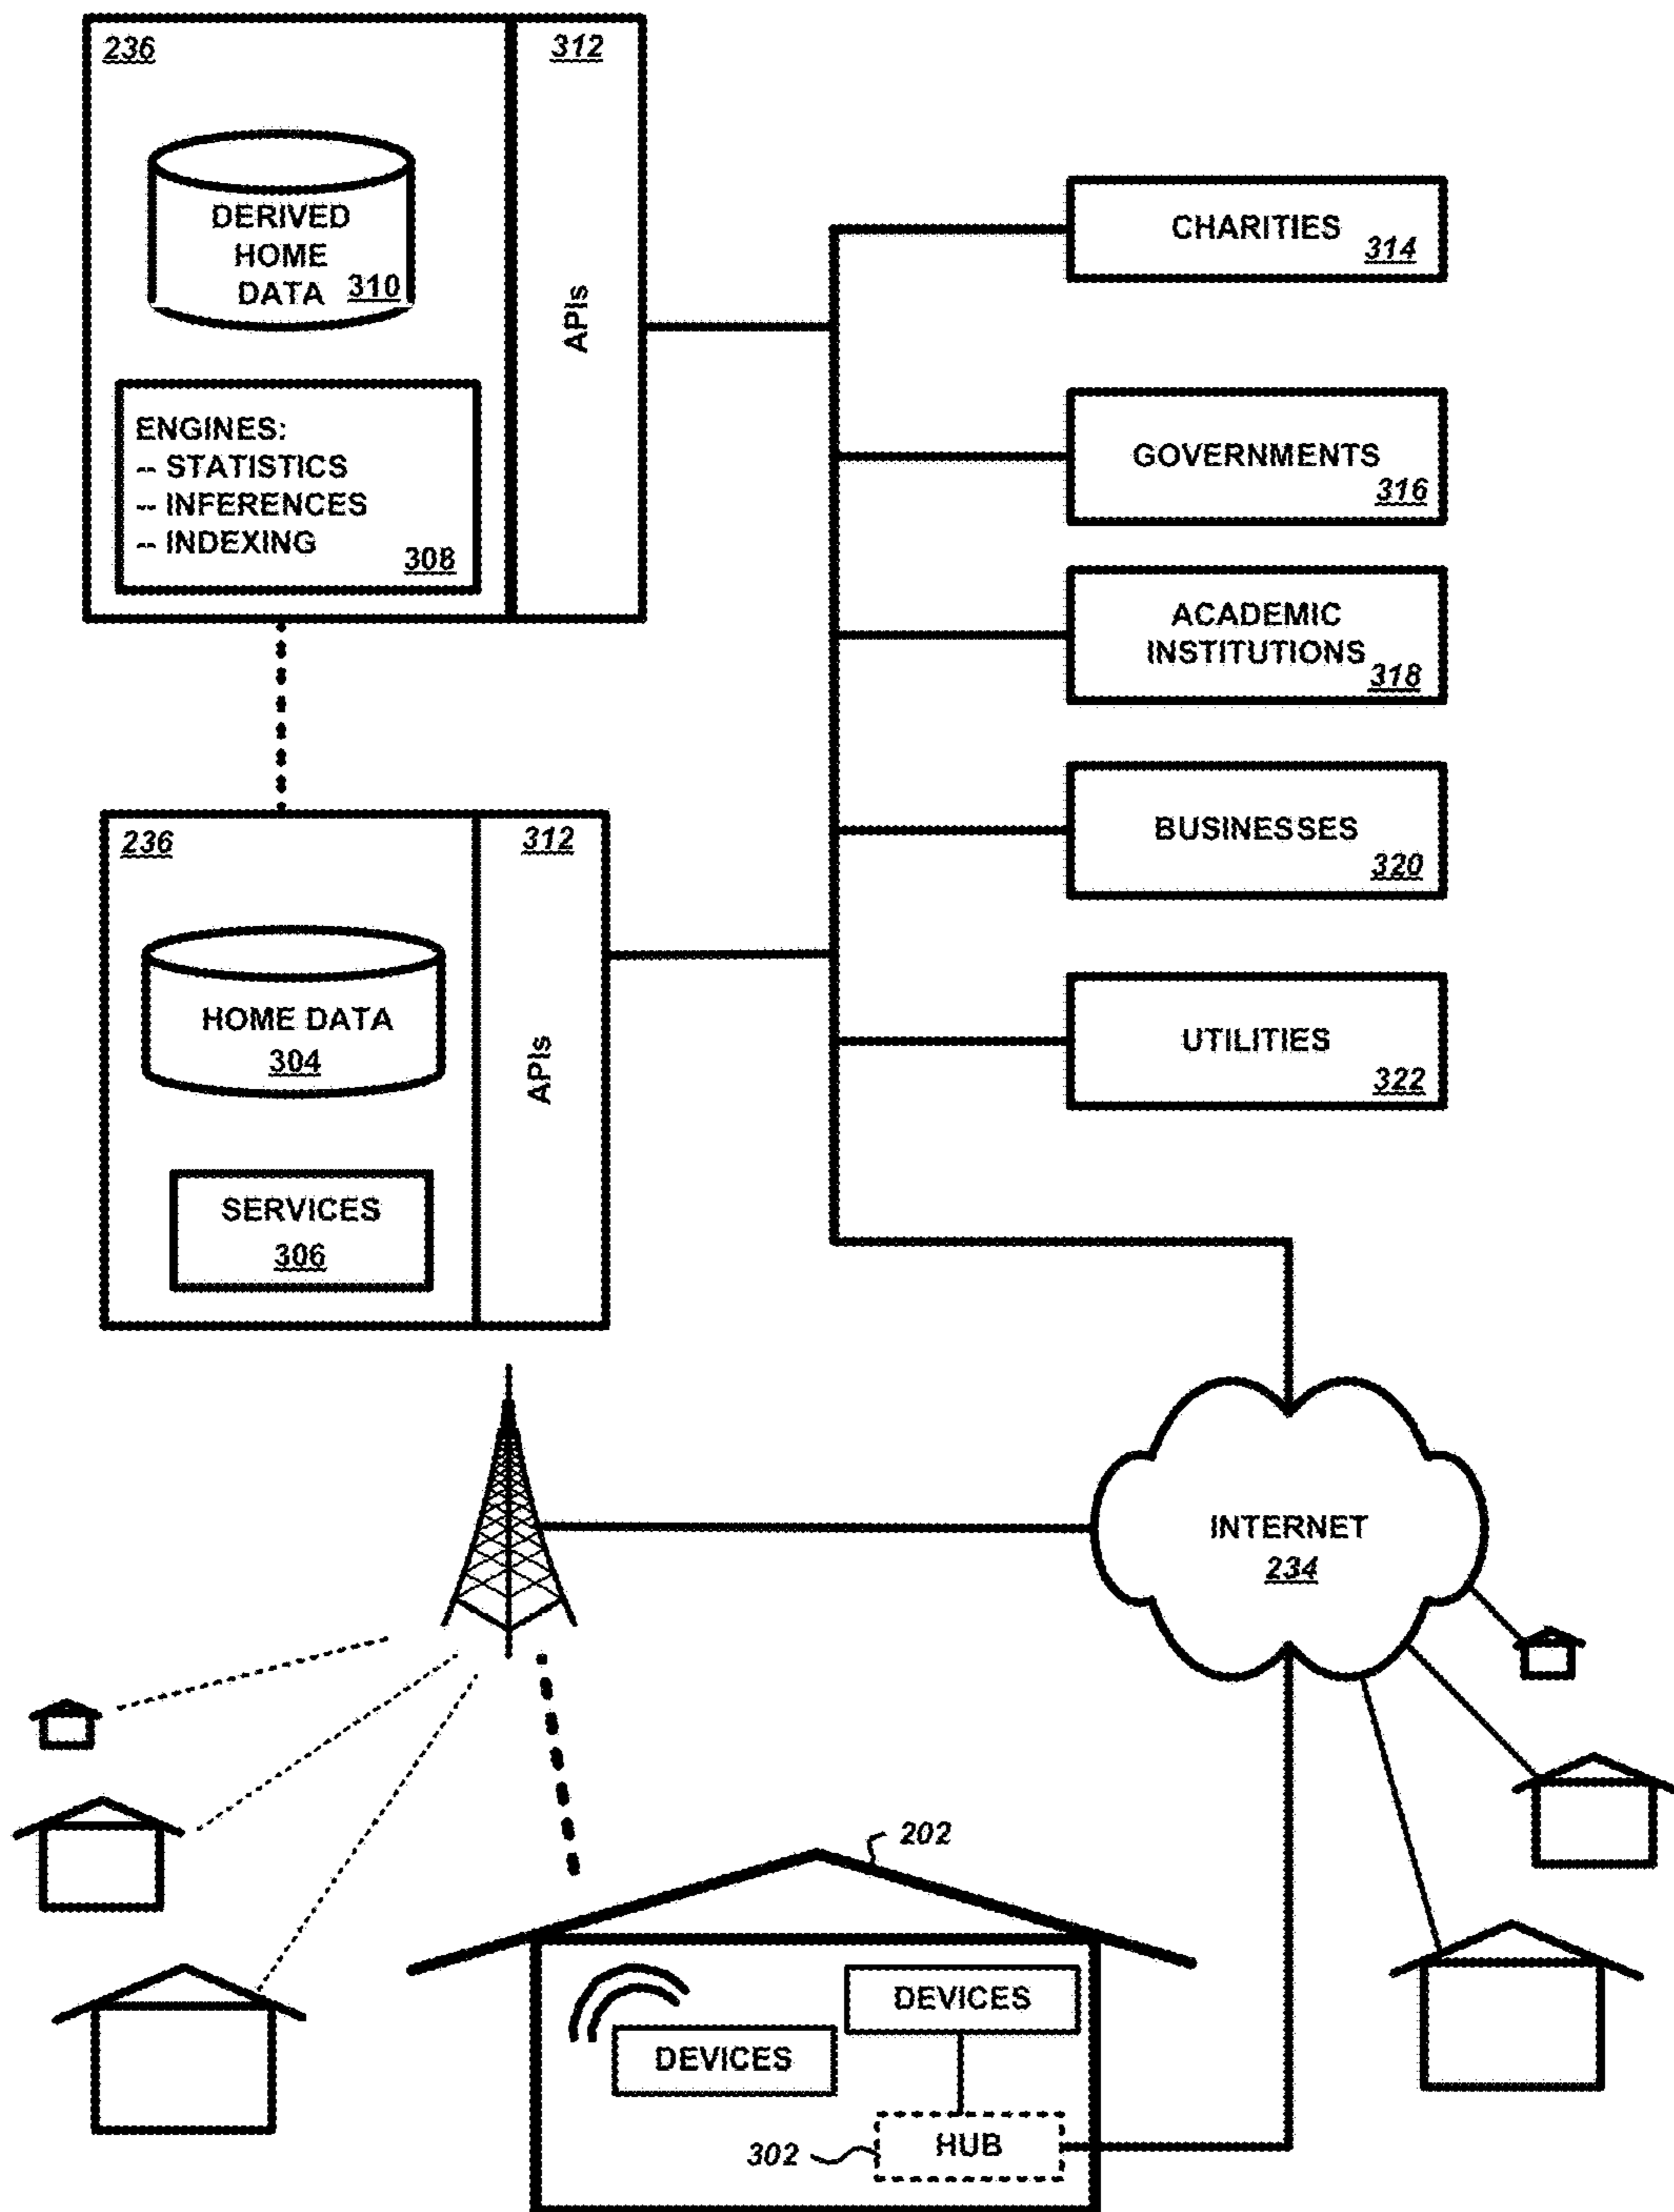 236
312
DERIVED
HOME
DATA 310
APIs
ENGINES:
-- STATISTICS
-- INFERENCES
-- INDEXING
308
CHARITIES
314
GOVERNMENTS
316
ACADEMIC
INSTITUTIONS
318
BUSINESSES
320
UTILITIES
322
236
312
HOME DATA
304
APIs
SERVICES
306
INTERNET
234
202
DEVICES
DEVICES
302
HUB